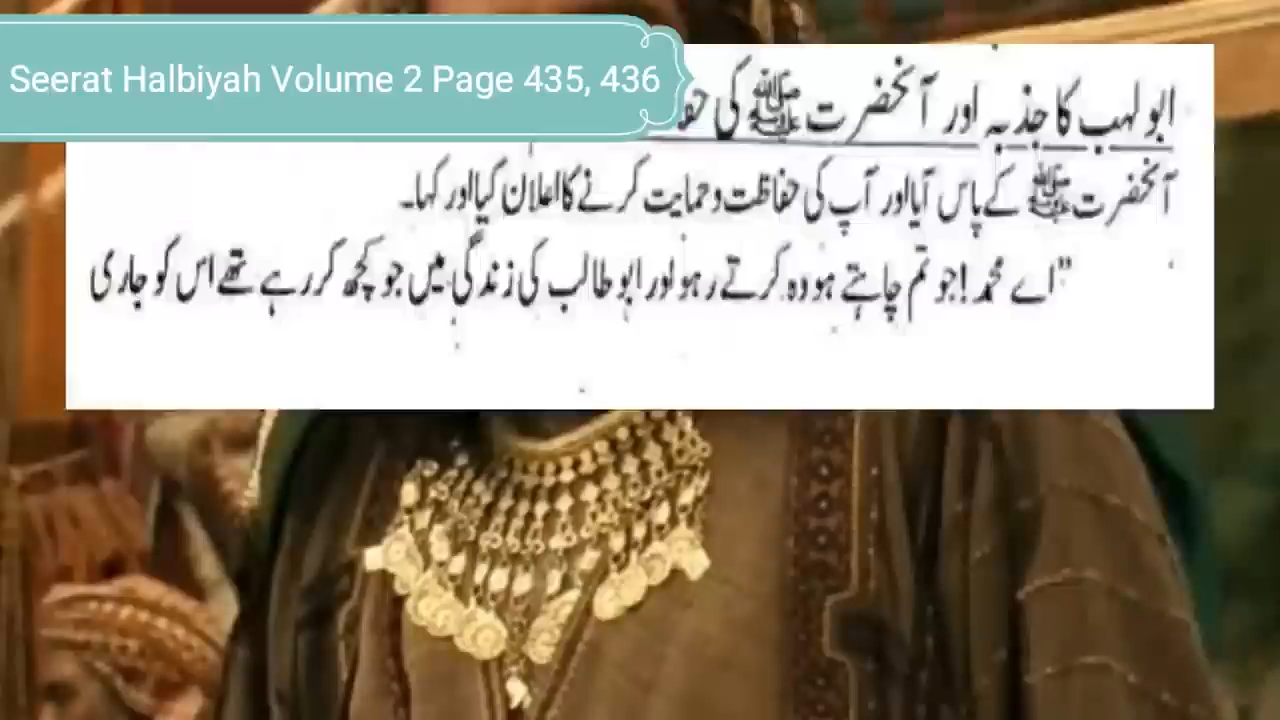 Seerat Halbiyah Volume 2 Page 435, 436
ابولہب کا جذبہ اور آنحضرت ﷺ کی
آنحضرت ﷺ کے پاس آیا اور آپ کی حفاظت و حمایت کرنے کا اعلان کیا اور کہا۔
"اے محمد! جو تم چاہتے ہو وہ کرتے رہو لور ابو طالب کی زندگی میں جو کچھ کر رہے تھے اس کو جاری